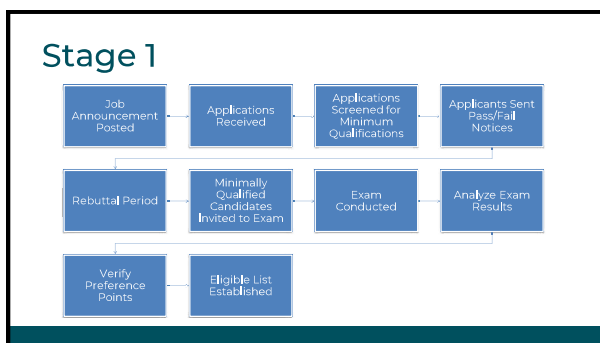 Stage 1
Job
Announcement
Posted
Applications
Received
Applications
Screened for
Minimum
Qualifications
Applicants Sent
Pass/Fail
Notices
Rebuttal Period
Minimally
Qualified
Candidates
Invited to Exam
Exam
Conducted
Analyze Exam
Results
Verify
Preference
Points
Eligible List
Established